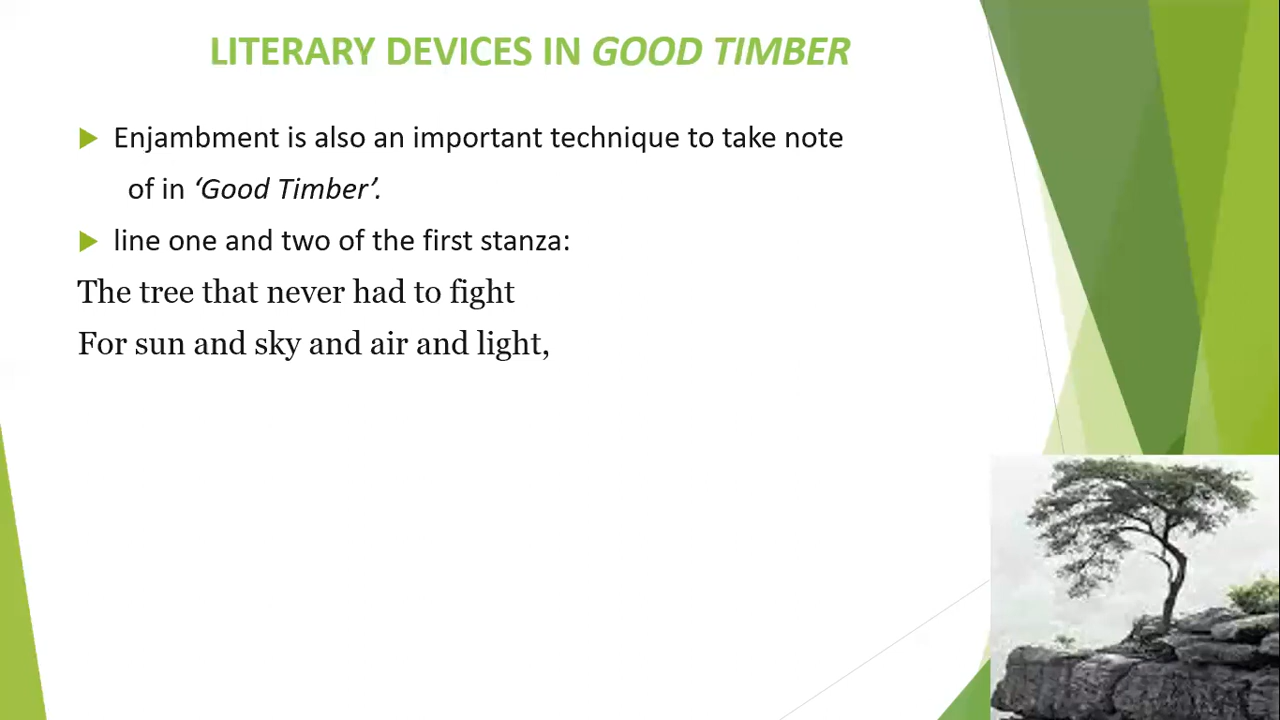 LITERARY DEVICES IN GOOD TIMBER
Enjambment is also an important technique to take note
of in ‘Good Timber’.
line one and two of the first stanza:
The tree that never had to fight
For sun and sky and air and light,